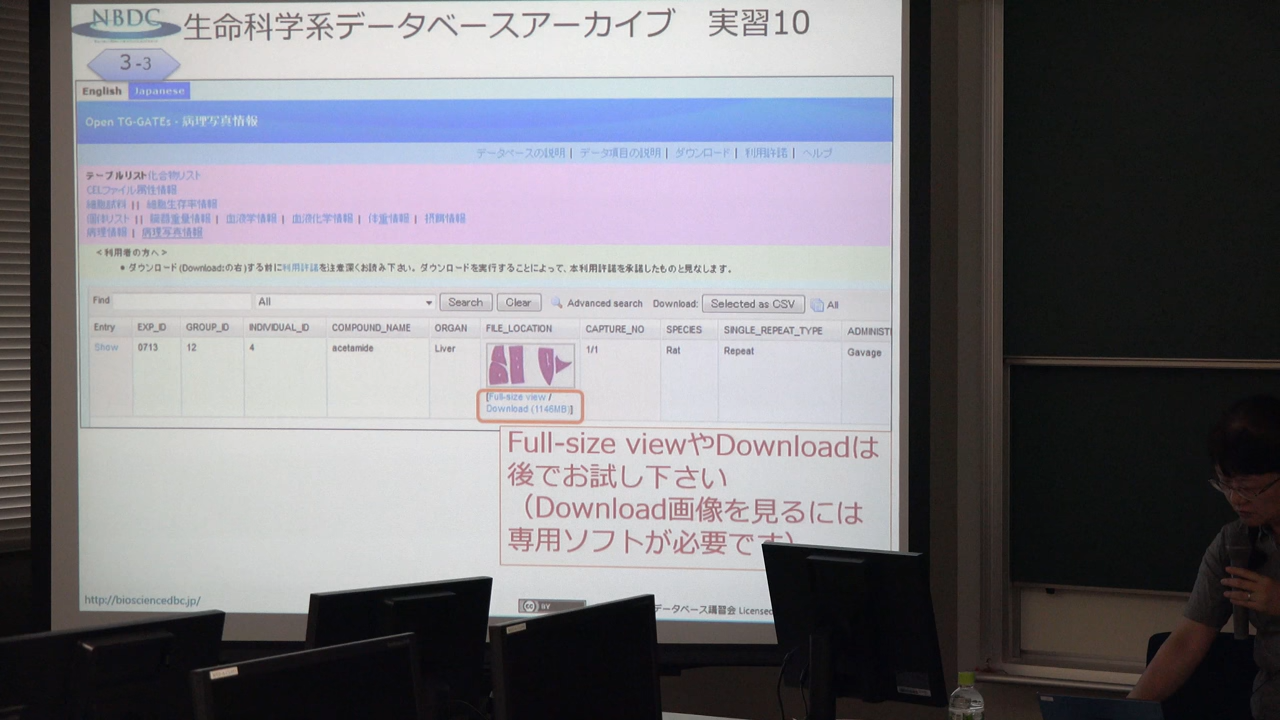 NBDC 生命科学系データベースアーカイブ 実習10
3-3
English Japanese
Open TG-GATEs・病理写真情報
データベースの説明 | データ項目の説明 | ダウンロード | 利用許諾 | ヘルプ
テーブルリスト 化合物リスト
CELファイル属性情報
細胞試料 || 細胞生存率情報
個体リスト || 臓器重量情報 | 血液学情報 | 血液化学情報 | 体重情報 | 摂餌情報
病理情報 | 病理写真情報
<利用者の方へ>
• ダウンロード(Download:の右)する前に利用許諾を注意深くお読み下さい。ダウンロードを実行することによって、本利用許諾を承諾したものと見なします。
Find All Search Clear Advanced search Download: Selected as CSV All
Entry EXP_ID GROUP_ID INDIVIDUAL_ID COMPOUND_NAME ORGAN FILE_LOCATION CAPTURE_NO SPECIES SINGLE_REPEAT_TYPE ADMINIST
Show 0713 12 4 acetamide Liver 1/1 Rat Repeat Gavage
[Full-size view /
Download (1146MB)]
Full-size viewやDownloadは
後でお試し下さい
（Download画像を見るには
専用ソフトが必要です）
http://biosciencedbc.jp/
cc BY
データベース講習会 Licensed